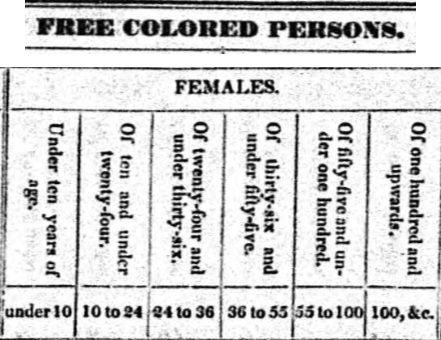 FREE COLORED PERSONS.
FEMALES.
Under ten years of
age.
Of ten and under
twenty-four.
Of twenty-four and
under thirty-six.
Of thirty-six and
under fifty-five.
Of fifty-five and un-
der one hundred.
Of one hundred and
upwards.
under 10 10 to 24 24 to 36 36 to 55 55 to 100 100, &c.